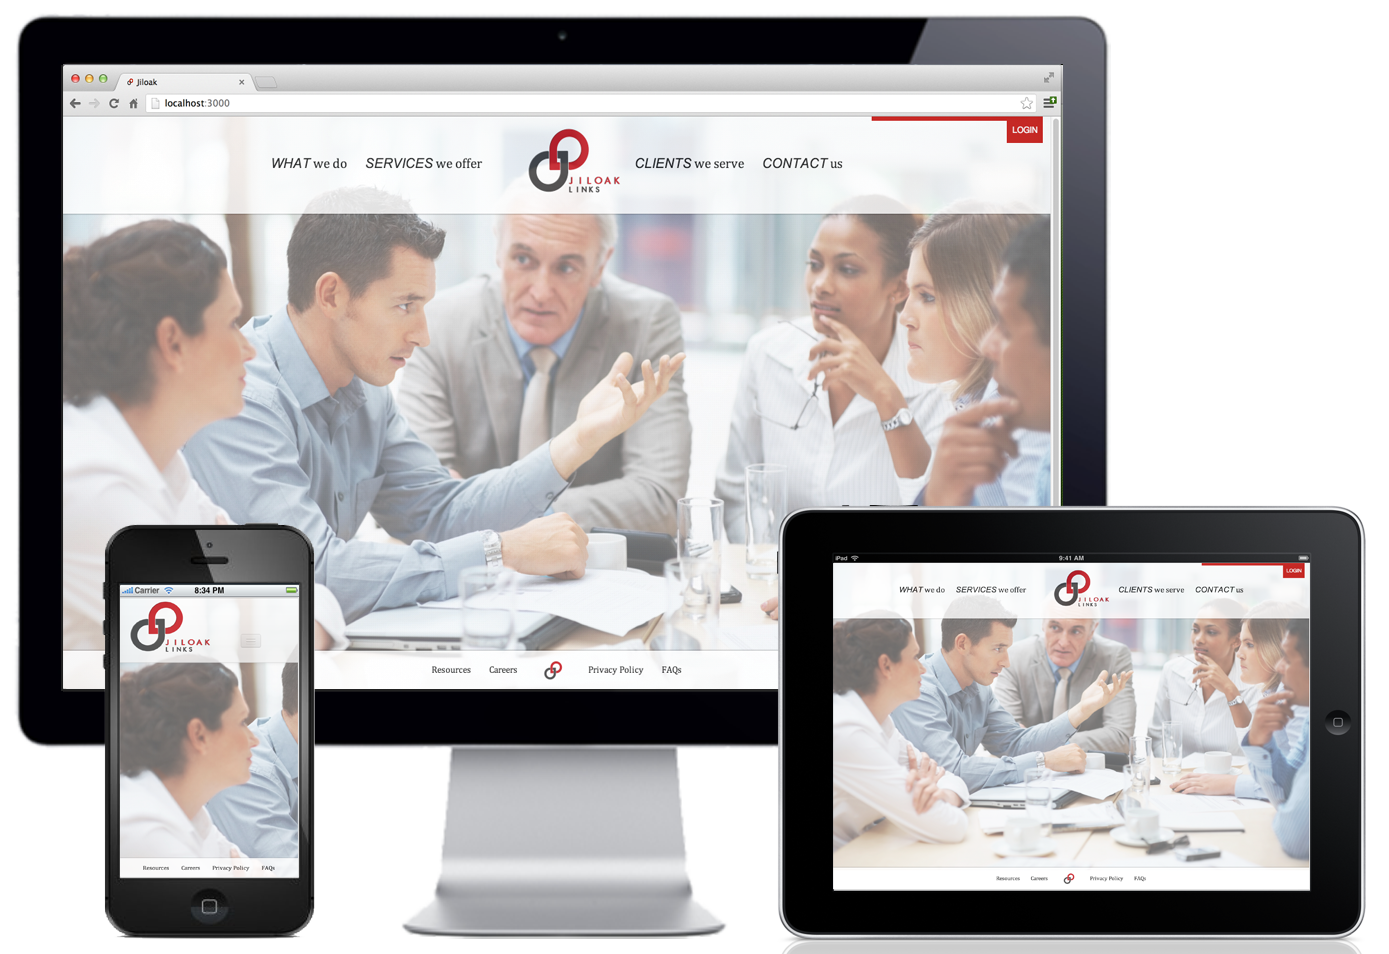 Jiloak
localhost:3000
LOGIN
WHAT we do SERVICES we offer CLIENTS we serve CONTACT us
JILOAK
LINKS
Resources Careers Privacy Policy FAQs
Carrier 8:34 PM
JILOAK
LINKS
Resources Careers Privacy Policy FAQs
iPad 9:41 AM
LOGIN
WHAT we do SERVICES we offer CLIENTS we serve CONTACT us
JILOAK
LINKS
Resources Careers Privacy Policy FAQs